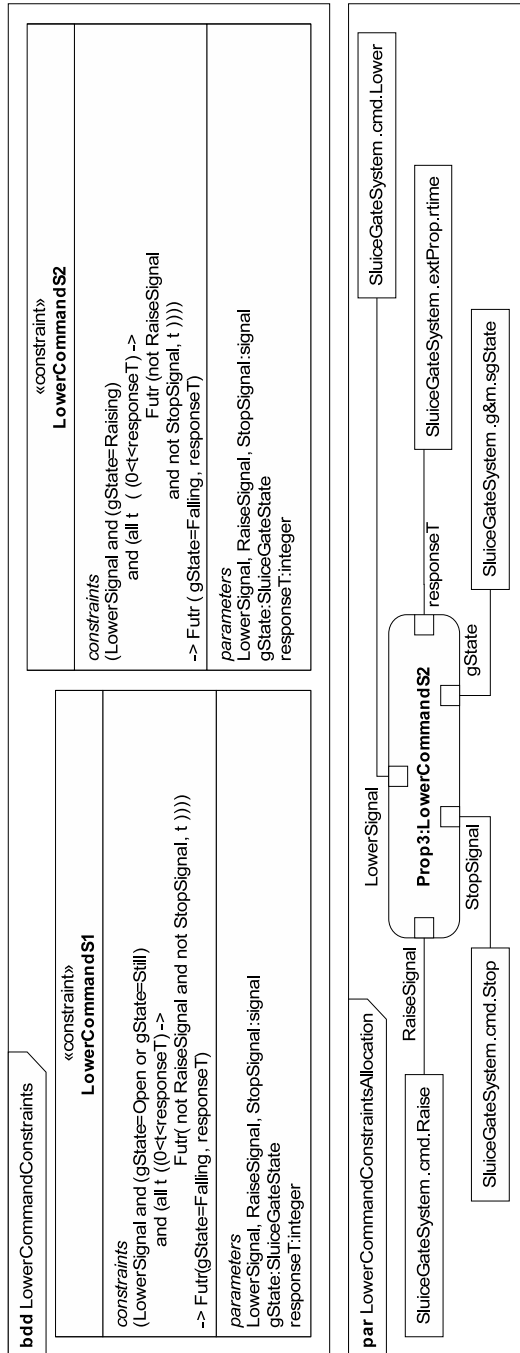 bdd LowerCommandConstraints
«constraint»
LowerCommandS1
constraints
(LowerSignal and (gState=Open or gState=Still)
and (all t ((0<t<responseT) ->
Futr( not RaiseSignal and not StopSignal, t ))))
-> Futr(gState=Falling, responseT)
parameters
LowerSignal, RaiseSignal, StopSignal:signal
gState:SluiceGateState
responseT:integer
«constraint»
LowerCommandS2
constraints
(LowerSignal and (gState=Raising)
and (all t ( (0<t<responseT) ->
Futr (not RaiseSignal
and not StopSignal, t ))))
-> Futr ( gState=Falling, responseT)
parameters
LowerSignal, RaiseSignal, StopSignal:signal
gState:SluiceGateState
responseT:integer
par LowerCommandConstraintsAllocation
SluiceGateSystem .cmd.Raise
RaiseSignal
LowerSignal
SluiceGateSystem .cmd.Lower
Prop3:LowerCommandS2
responseT
SluiceGateSystem .extProp.rtime
StopSignal
gState
SluiceGateSystem.cmd.Stop
SluiceGateSystem .g&m.sgState